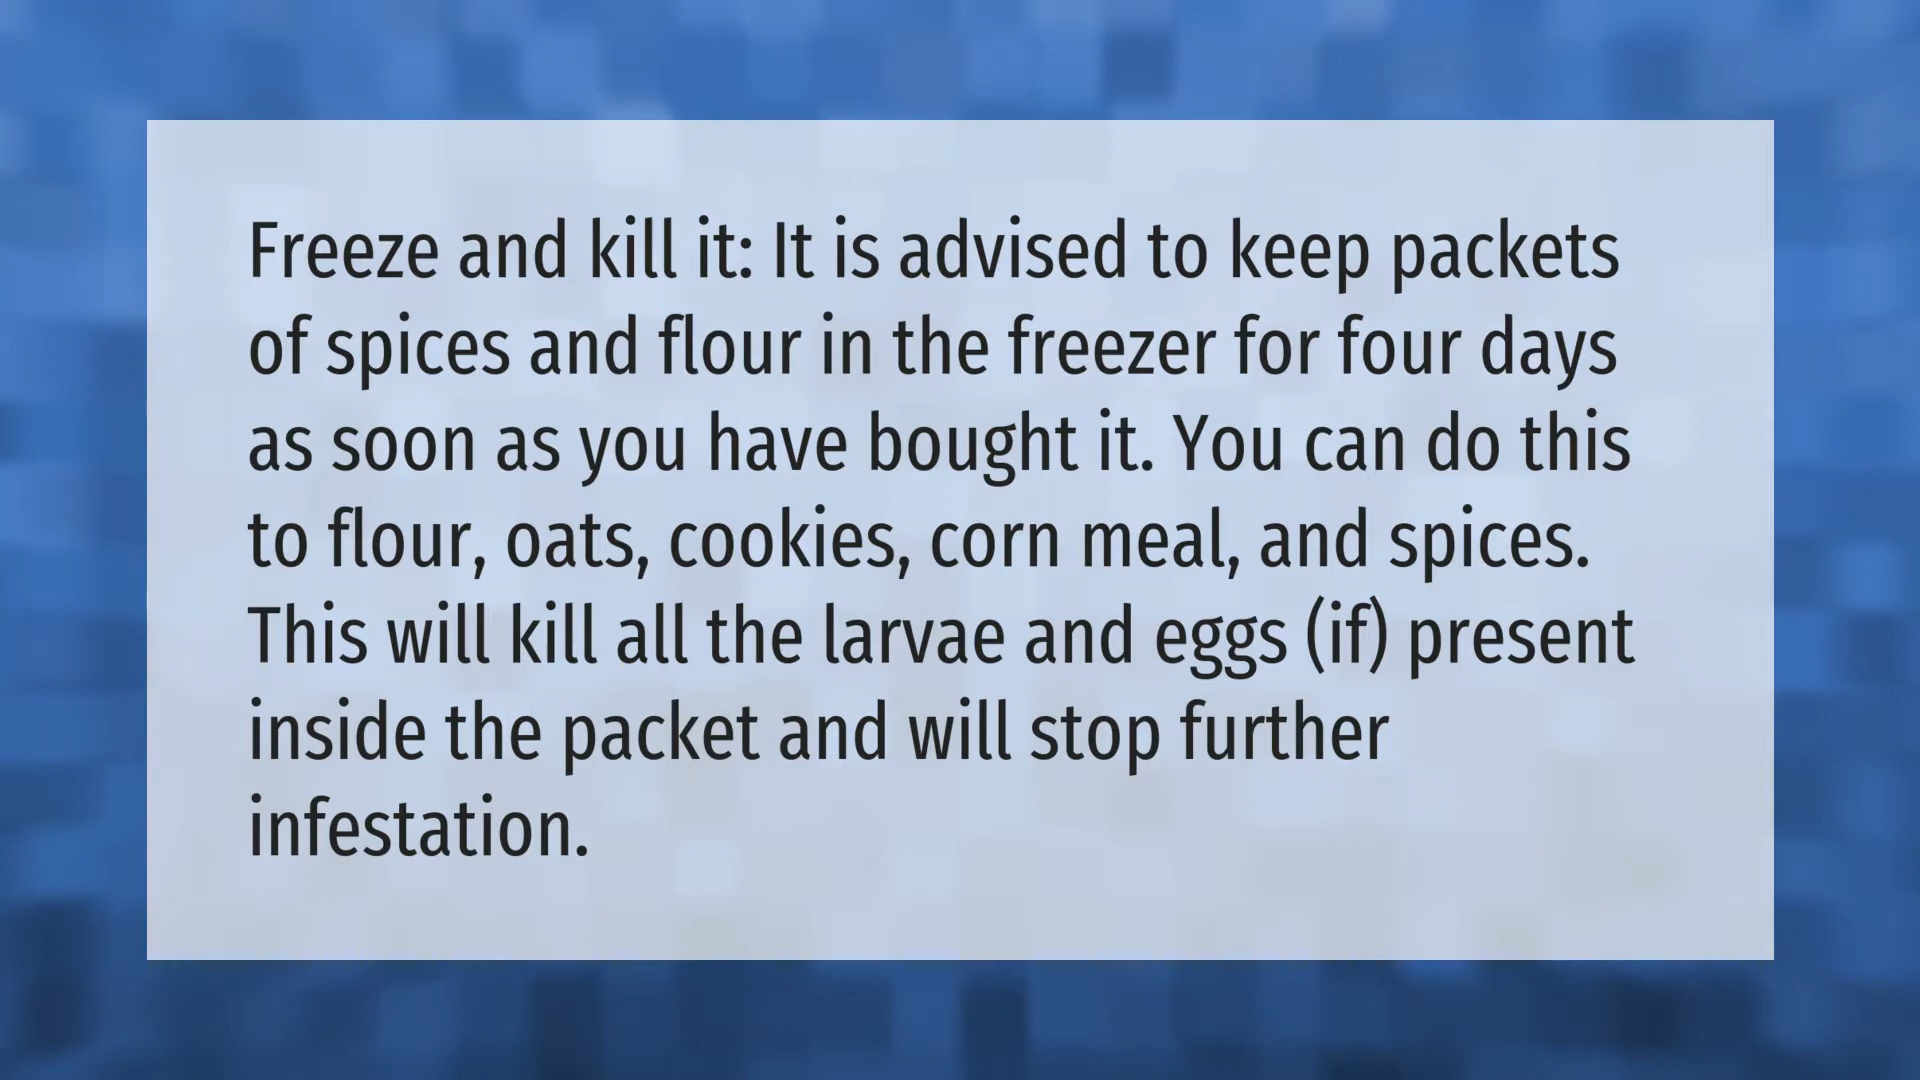 Freeze and kill it: It is advised to keep packets
of spices and flour in the freezer for four days
as soon as you have bought it. You can do this
to flour, oats, cookies, corn meal, and spices.
This will kill all the larvae and eggs (if) present
inside the packet and will stop further
infestation.